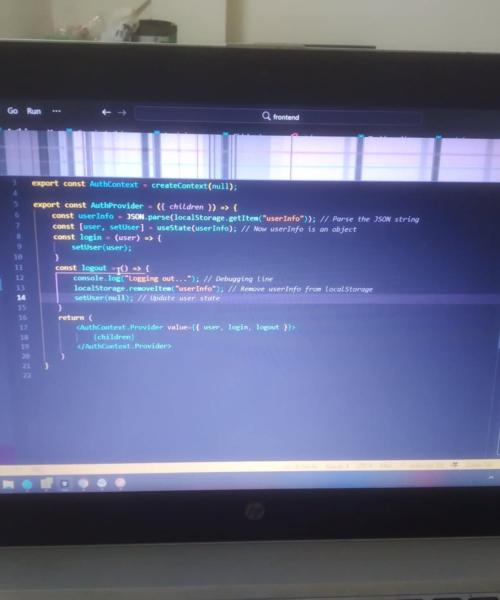 Go Run ... ← → frontend
3 export const AuthContext = createContext(null);
4
5 export const AuthProvider = ({ children }) => {
6 const userInfo = JSON.parse(localStorage.getItem("userInfo")); // Parse the JSON string
7 const [user, setUser] = useState(userInfo); // Now userInfo is an object
8 const login = (user) => {
9 setUser(user);
10 }
11 const logout = () => {
12 console.log("Logging out..."); // Debugging line
13 localStorage.removeItem("userInfo"); // Remove userInfo from localStorage
14 setUser(null); // Update user state
15 }
16 return (
17 <AuthContext.Provider value={{ user, login, logout }}>
18 {children}
19 </AuthContext.Provider>
20 )
21 }
22
hp